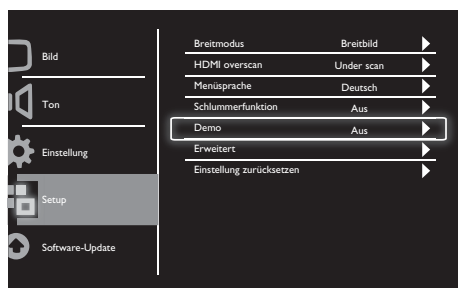 Bild
Ton
Einstellung
Setup
Software-Update
Breitmodus Breitbild
HDMI overscan Under scan
Menüsprache Deutsch
Schlummerfunktion Aus
Demo Aus
Erweitert
Einstellung zurücksetzen